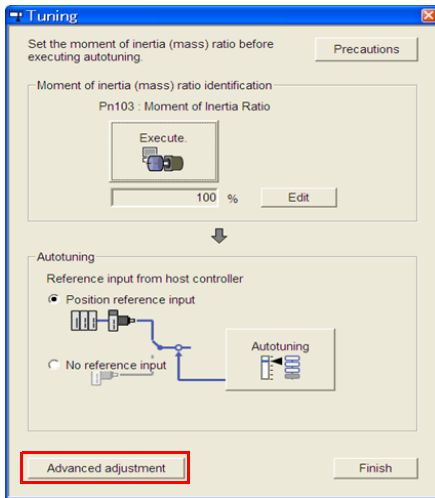 Tuning
Set the moment of inertia (mass) ratio before
executing autotuning.
Precautions
Moment of inertia (mass) ratio identification
Pn103 : Moment of Inertia Ratio
Execute.
100 %
Edit
Autotuning
Reference input from host controller
Position reference input
No reference input
Autotuning
Advanced adjustment
Finish